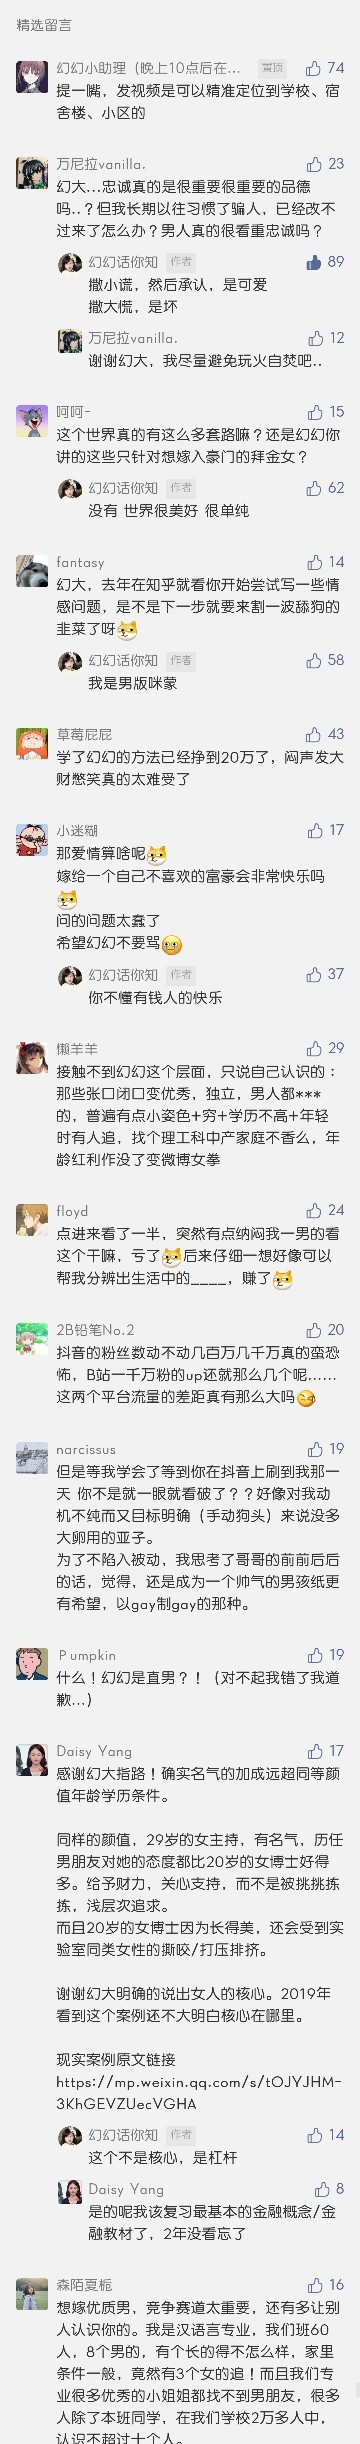 精选留言
幻幻小助理（晚上10点后在... 置顶 74
提一嘴，发视频是可以精准定位到学校、宿
舍楼、小区的
万尼拉vanilla. 23
幻大...忠诚真的是很重要很重要的品德
吗..？但我长期以往习惯了骗人，已经改不
过来了怎么办？男人真的很看重忠诚吗？
幻幻话你知 作者 89
撒小谎，然后承认，是可爱
撒大慌，是坏
万尼拉vanilla. 12
谢谢幻大，我尽量避免玩火自焚吧..
呵呵- 15
这个世界真的有这么多套路嘛？还是幻幻你
讲的这些只针对想嫁入豪门的拜金女？
幻幻话你知 作者 62
没有 世界很美好 很单纯
fantasy 14
幻大，去年在知乎就看你开始尝试写一些情
感问题，是不是下一步就要来割一波舔狗的
韭菜了呀
幻幻话你知 作者 58
我是男版咪蒙
草莓屁屁 43
学了幻幻的方法已经挣到20万了，闷声发大
财憋笑真的太难受了
小迷糊 17
那爱情算啥呢
嫁给一个自己不喜欢的富豪会非常快乐吗
问的问题太蠢了
希望幻幻不要骂
幻幻话你知 作者 37
你不懂有钱人的快乐
懒羊羊 29
接触不到幻幻这个层面，只说自己认识的：
那些张口闭口变优秀，独立，男人都***
的，普遍有点小姿色+穷+学历不高+年轻
时有人追，找个理工科中产家庭不香么，年
龄红利作没了变微博女拳
floyd 24
点进来看了一半，突然有点纳闷我一男的看
这个干嘛，亏了后来仔细一想好像可以
帮我分辨出生活中的____，赚了
2B铅笔No.2 20
抖音的粉丝数动不动几百万几千万真的蛮恐
怖，B站一千万粉的up还就那么几个呢......
这两个平台流量的差距真有那么大吗
narcissus 19
但是等我学会了等到你在抖音上刷到我那一
天 你不是就一眼就看破了？？好像对我动
机不纯而又目标明确（手动狗头）来说没多
大卵用的亚子。
为了不陷入被动，我思考了哥哥的前前后后
的话，觉得，还是成为一个帅气的男孩纸更
有希望，以gay制gay的那种。
Pumpkin 19
什么！幻幻是直男？！（对不起我错了我道
歉...）
Daisy Yang 17
感谢幻大指路！确实名气的加成远超同等颜
值年龄学历条件。
同样的颜值，29岁的女主持，有名气，历任
男朋友对她的态度都比20岁的女博士好得
多。给予财力，关心支持，而不是被挑挑拣
拣，浅层次追求。
而且20岁的女博士因为长得美，还会受到实
验室同类女性的撕咬/打压排挤。
谢谢幻大明确的说出女人的核心。2019年
看到这个案例还不大明白核心在哪里。
现实案例原文链接
https://mp.weixin.qq.com/s/tOJYJHM-
3KhGEVZUecVGHA
幻幻话你知 作者 14
这个不是核心，是杠杆
Daisy Yang 8
是的呢我该复习最基本的金融概念/金
融教材了，2年没看忘了
森陌夏栀 16
想嫁优质男，竞争赛道太重要，还有多让别
人认识你的。我是汉语言专业，我们班60
人，8个男的，有个长的得不怎么样，家里
条件一般，竟然有3个女的追！而且我们专
业很多优秀的小姐姐都找不到男朋友，很多
人除了本班同学，在我们学校2万多人中，
认识不超过十个人。